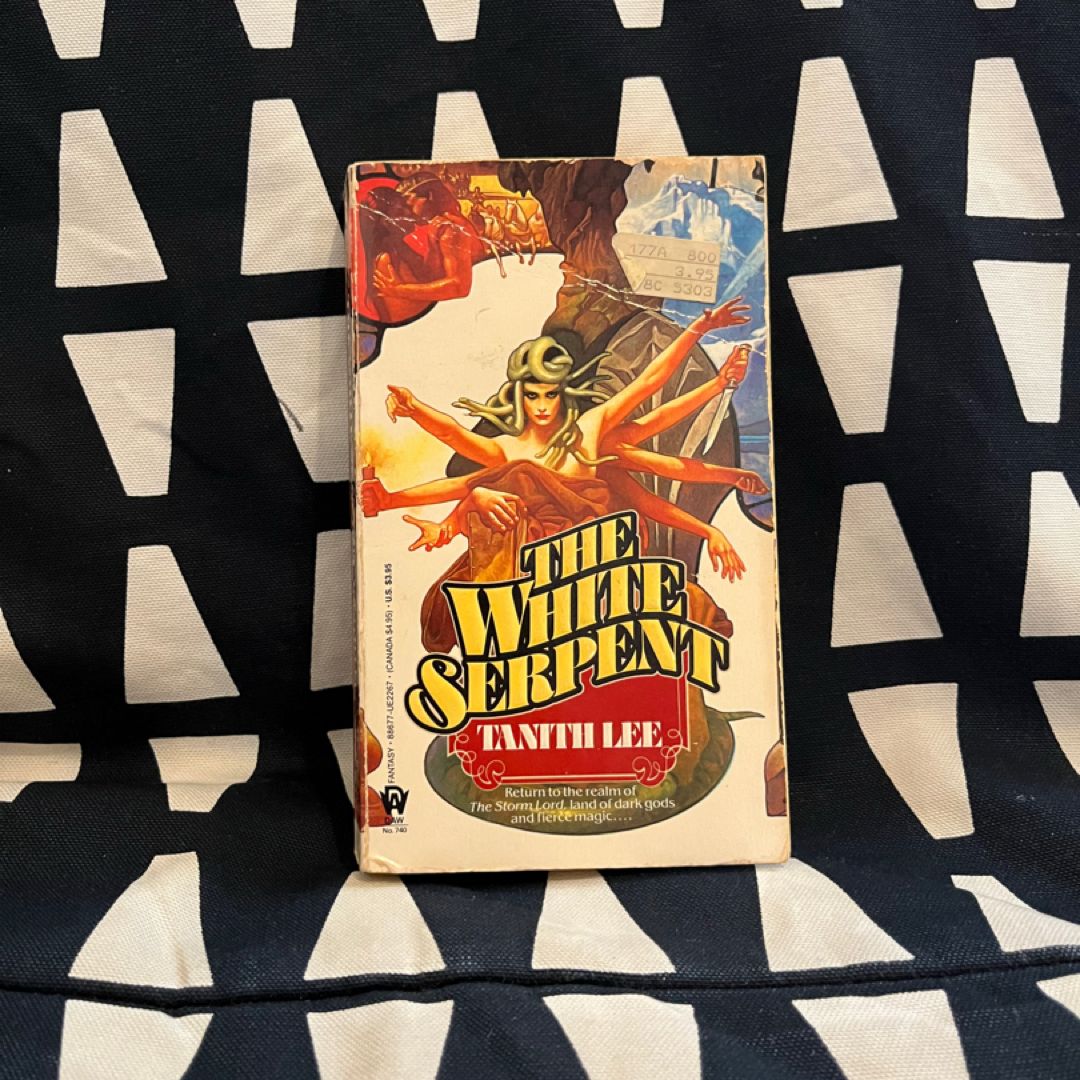 177A 800
3.95
/8C 5303
THE
WHITE
SERPENT
TANITH LEE
Return to the realm of
The Storm Lord, land of dark gods
and fierce magic....
FANTASY • 88677-UE2267 • (CANADA $4.95) • U.S. $3.95
DAW
No. 740